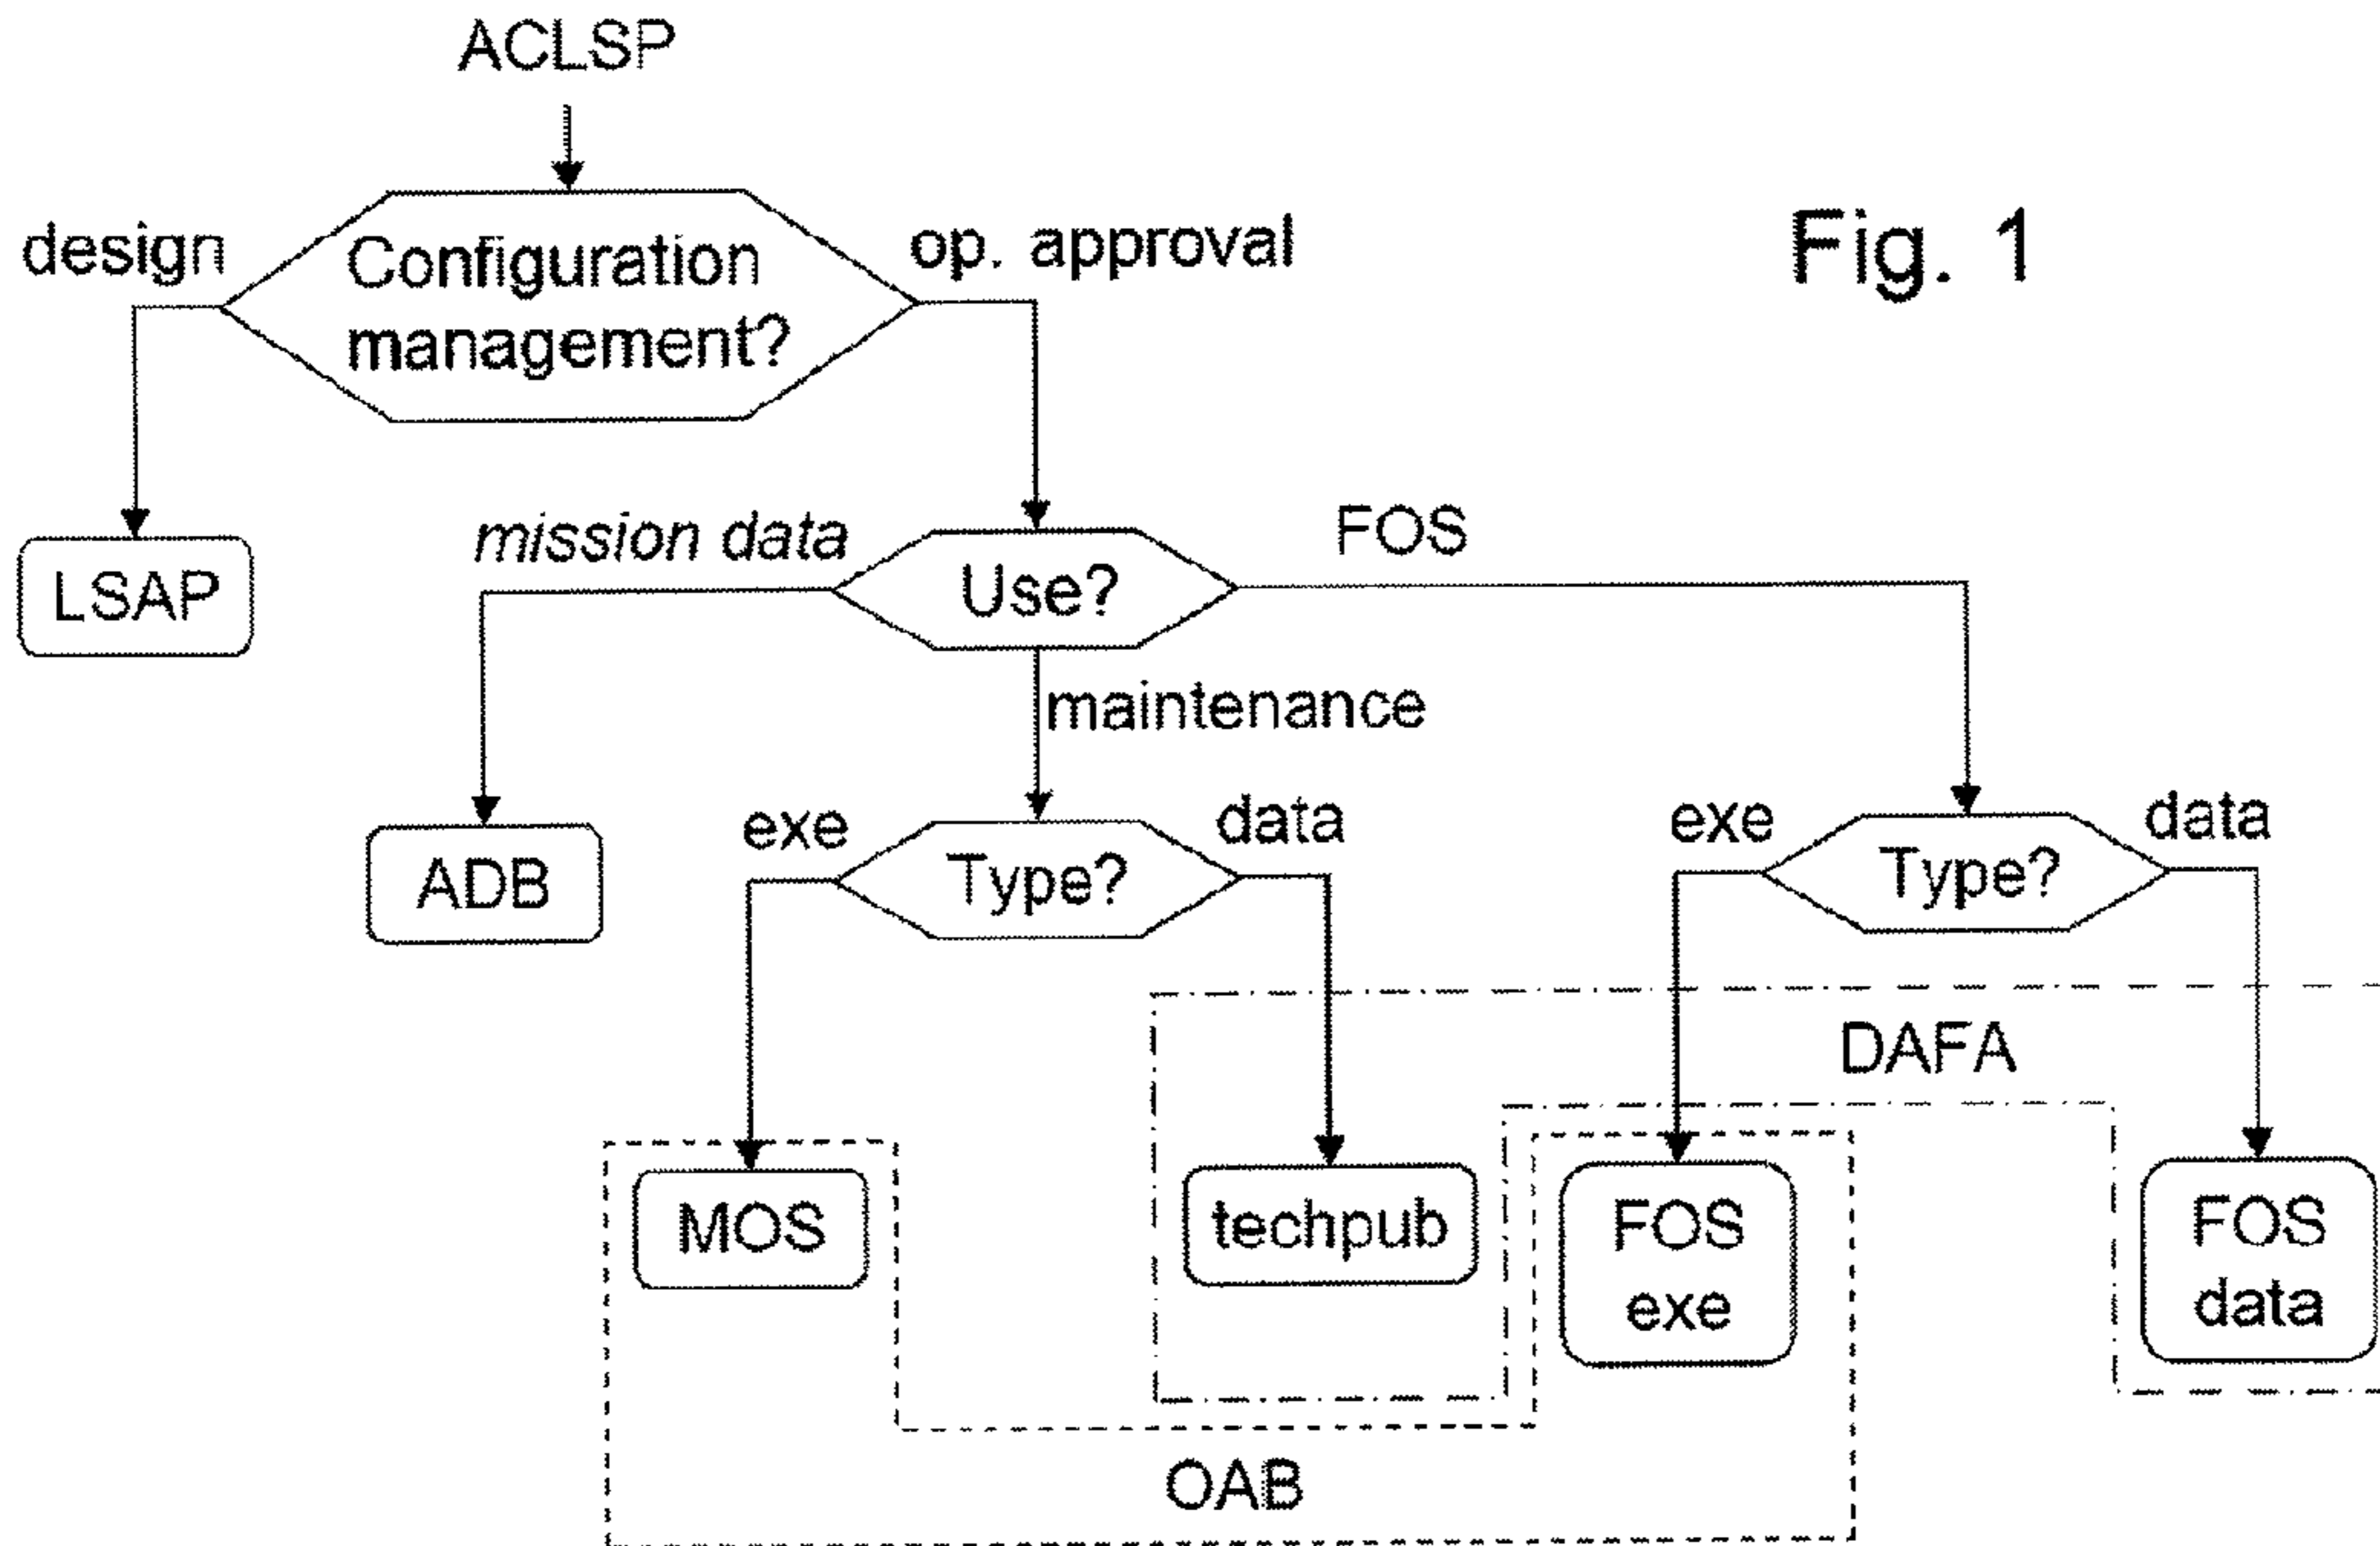 ACLSP
design
Configuration
management?
op. approval
Fig. 1
LSAP
mission data
Use?
FOS
maintenance
ADB
exe
Type?
data
exe
Type?
data
DAFA
MOS
techpub
FOS
exe
FOS
data
OAB